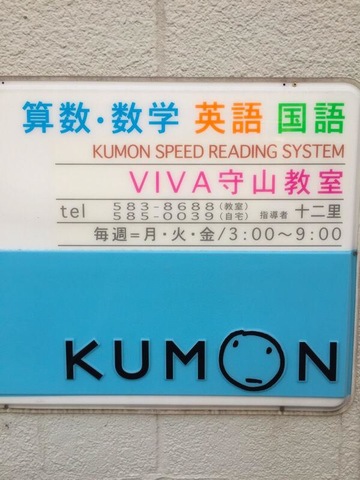 算数・数学 英語 国語
KUMON SPEED READING SYSTEM
VIVA守山教室
tel 583-8688(教室)
585-0039(自宅) 指導者 十二里
毎週=月・火・金/3:00〜9:00
KUMON